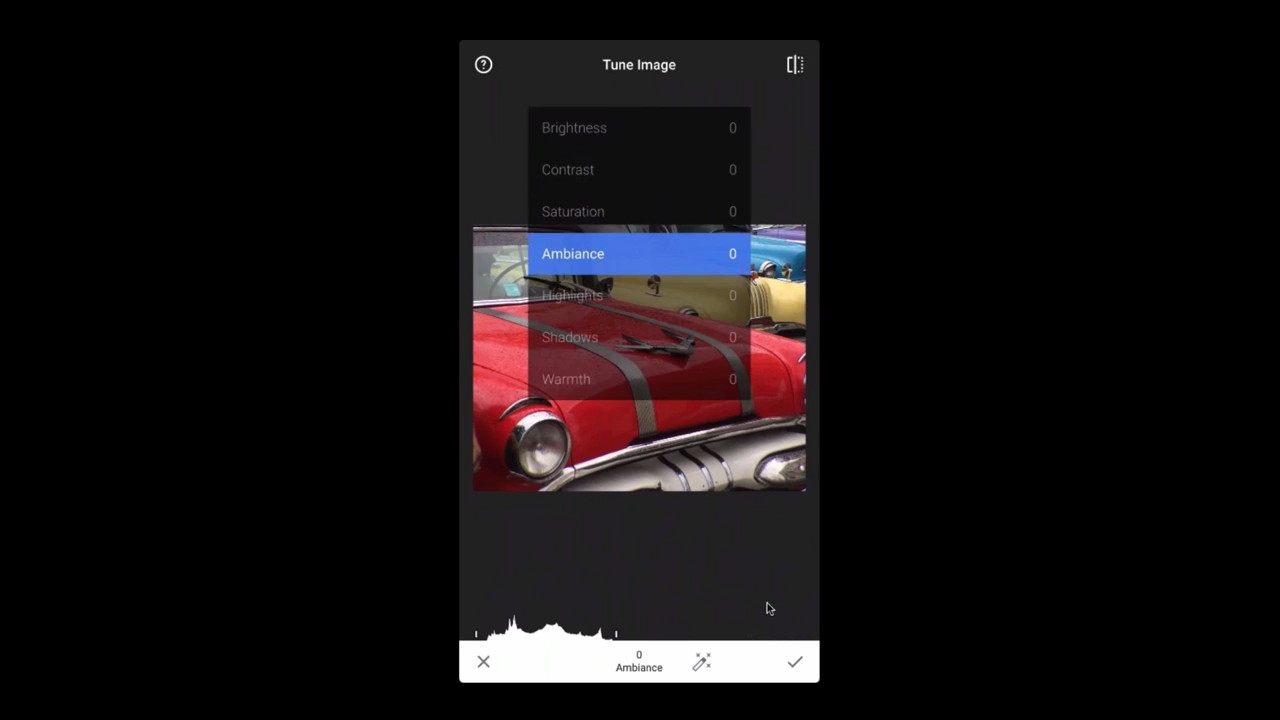 Tune Image
Brightness 0
Contrast 0
Saturation 0
Ambiance 0
Highlights 0
Shadows 0
Warmth 0
0
Ambiance